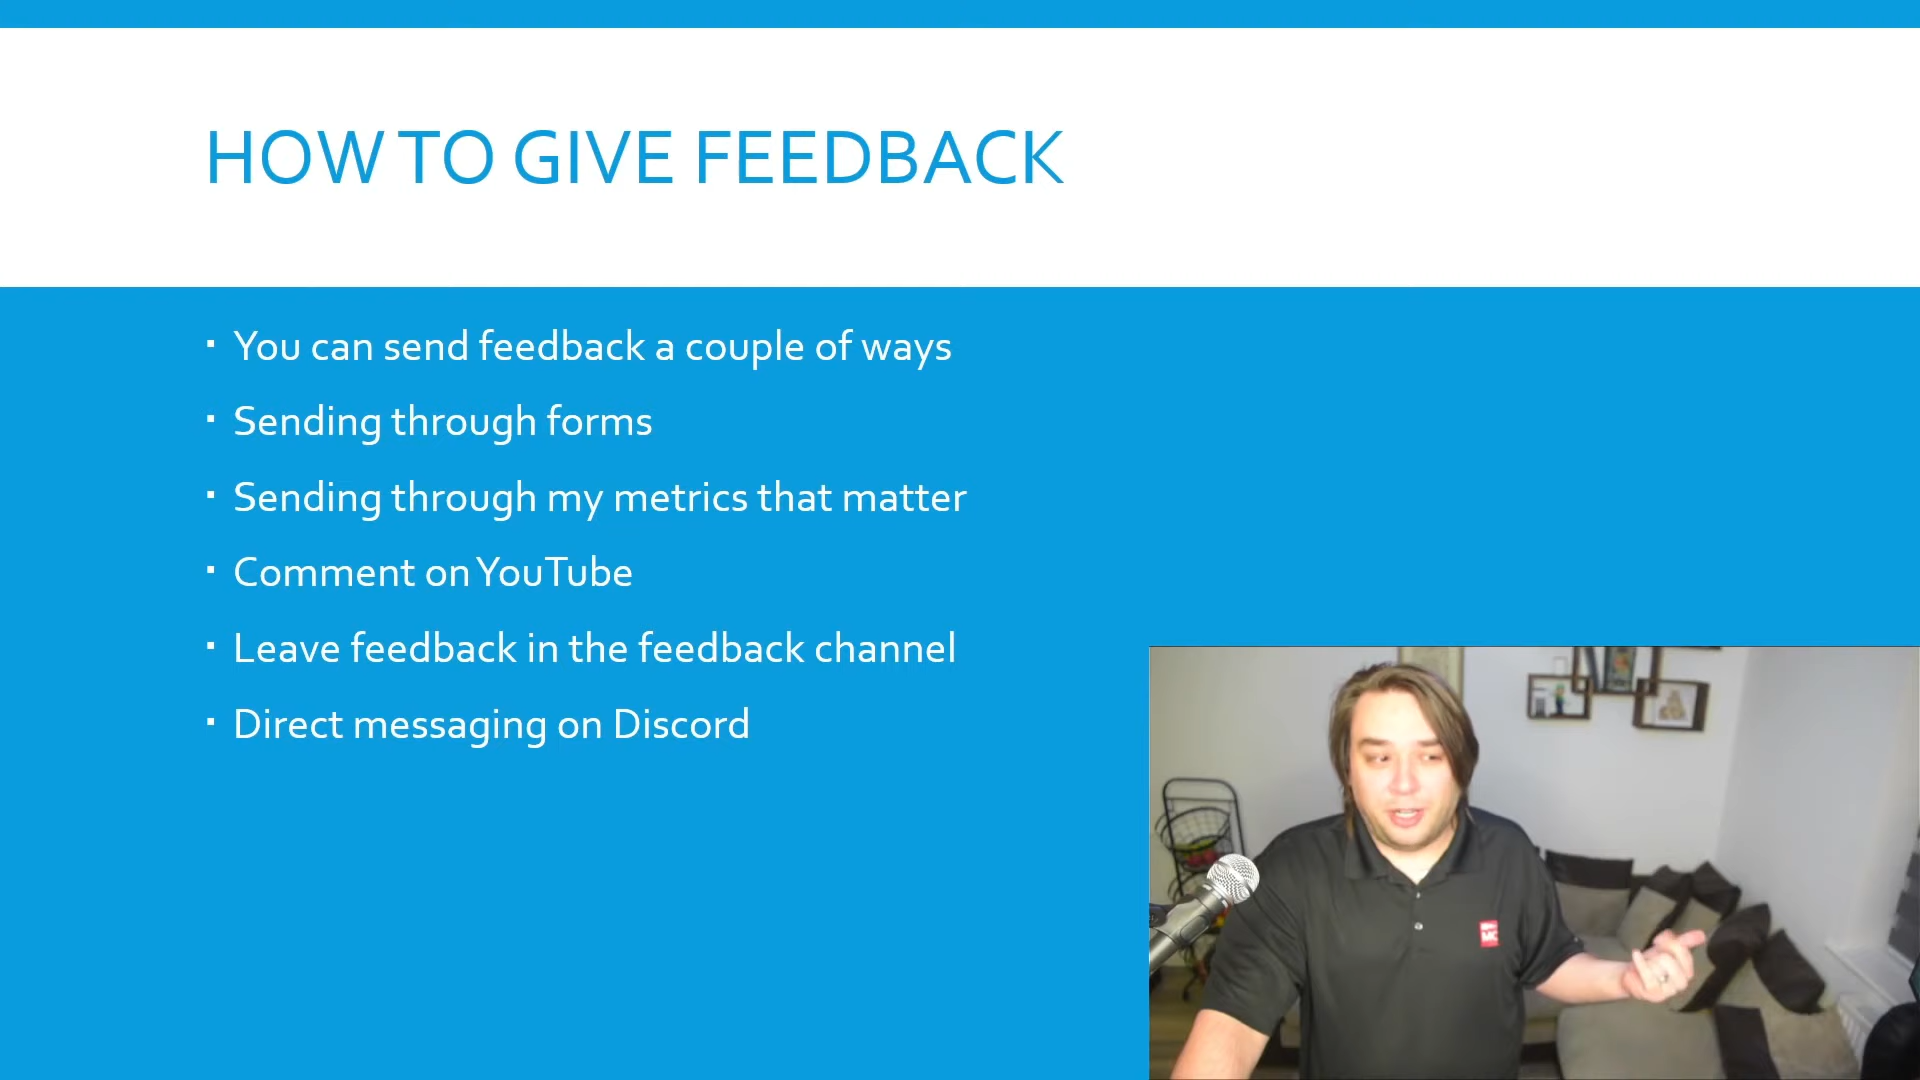 HOW TO GIVE FEEDBACK
You can send feedback a couple of ways
Sending through forms
Sending through my metrics that matter
Comment on YouTube
Leave feedback in the feedback channel
Direct messaging on Discord